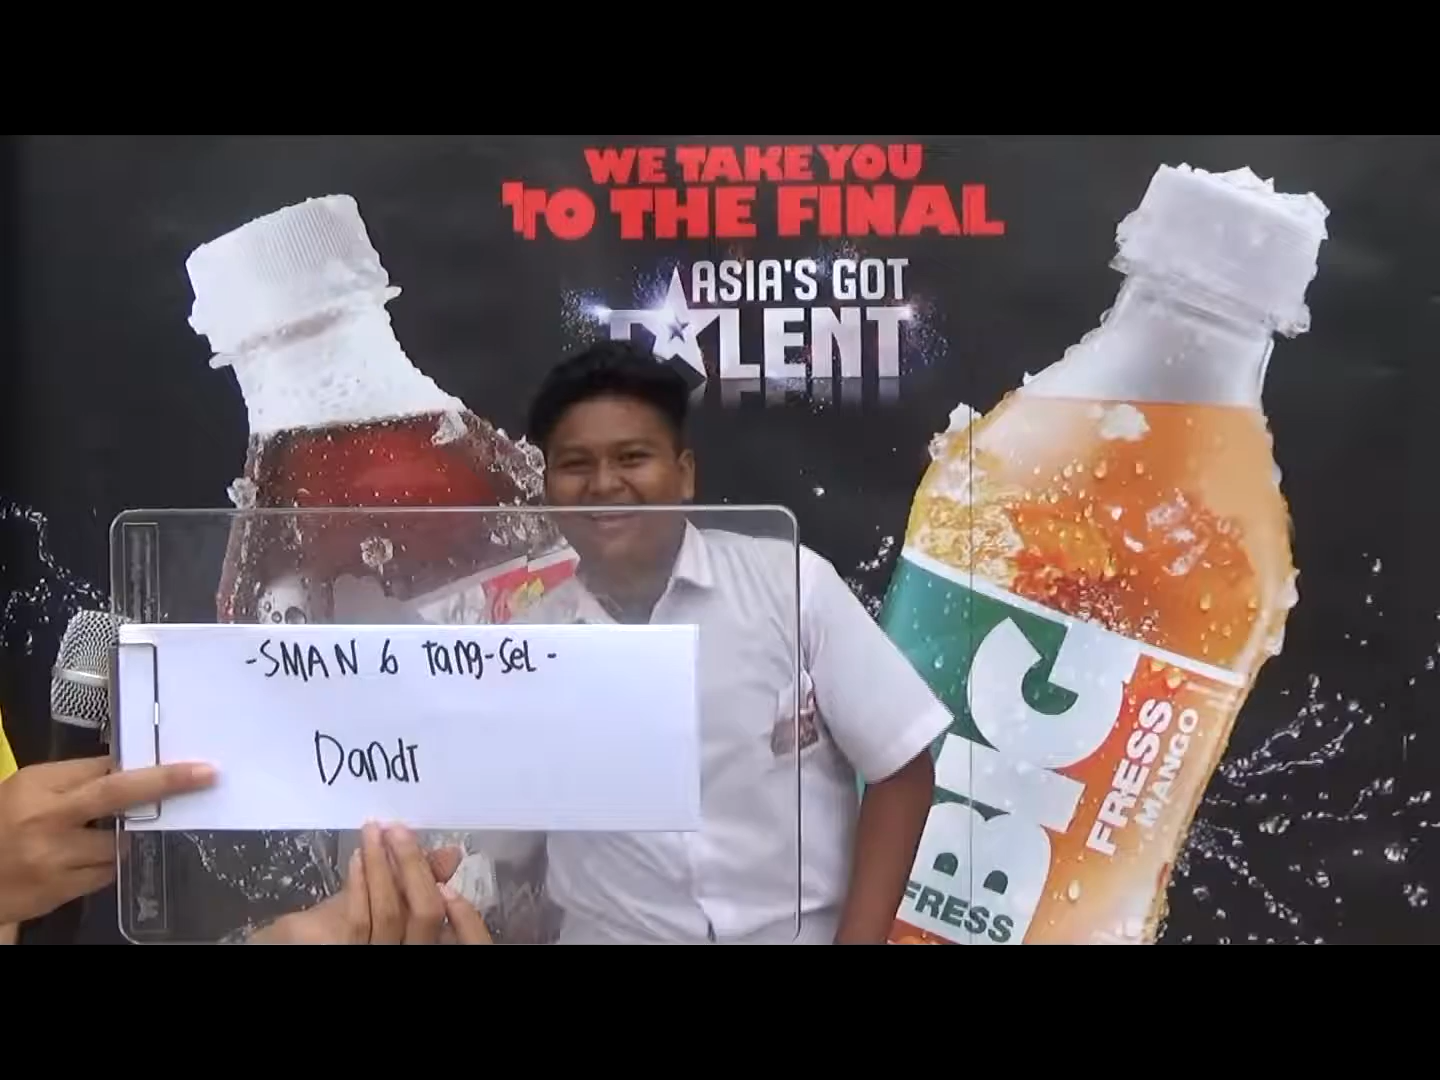 WE TAKE YOU
TO THE FINAL
ASIA'S GOT
TALENT
-SMAN 6 Tang-Sel-
Dandi
BIG
FRESS
MANGO
FRESS